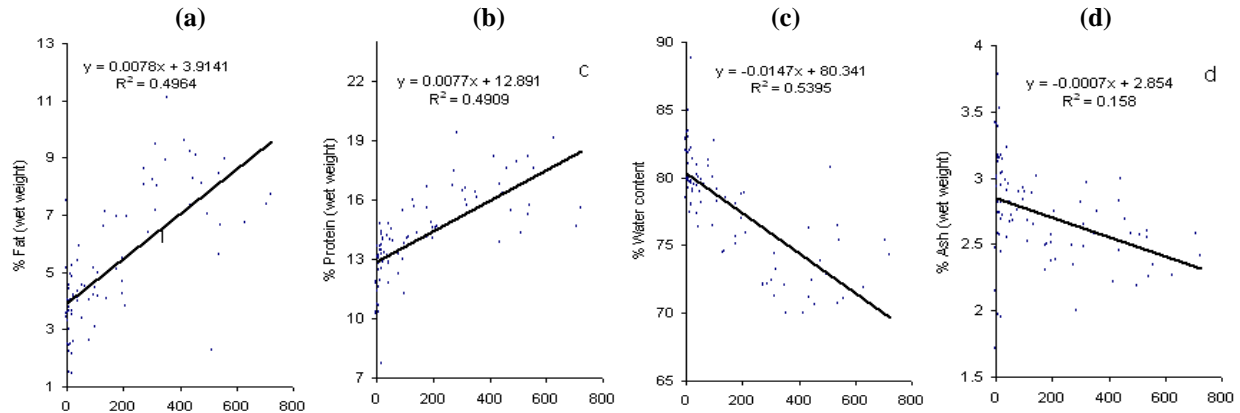 (a)
13
y = 0.0078x + 3.9141
R² = 0.4964
11
9
7
5
3
1
% Fat (wet weight)
0 200 400 600 800
(b)
c
22
y = 0.0077x + 12.891
R² = 0.4909
19
16
13
10
7
% Protein (wet weight)
0 200 400 600 800
(c)
90
y = -0.0147x + 80.341
R² = 0.5395
85
80
75
70
65
% Water content
0 200 400 600 800
(d)
d
4
y = -0.0007x + 2.854
R² = 0.158
3.5
3
2.5
2
1.5
% Ash (wet weight)
0 200 400 600 800